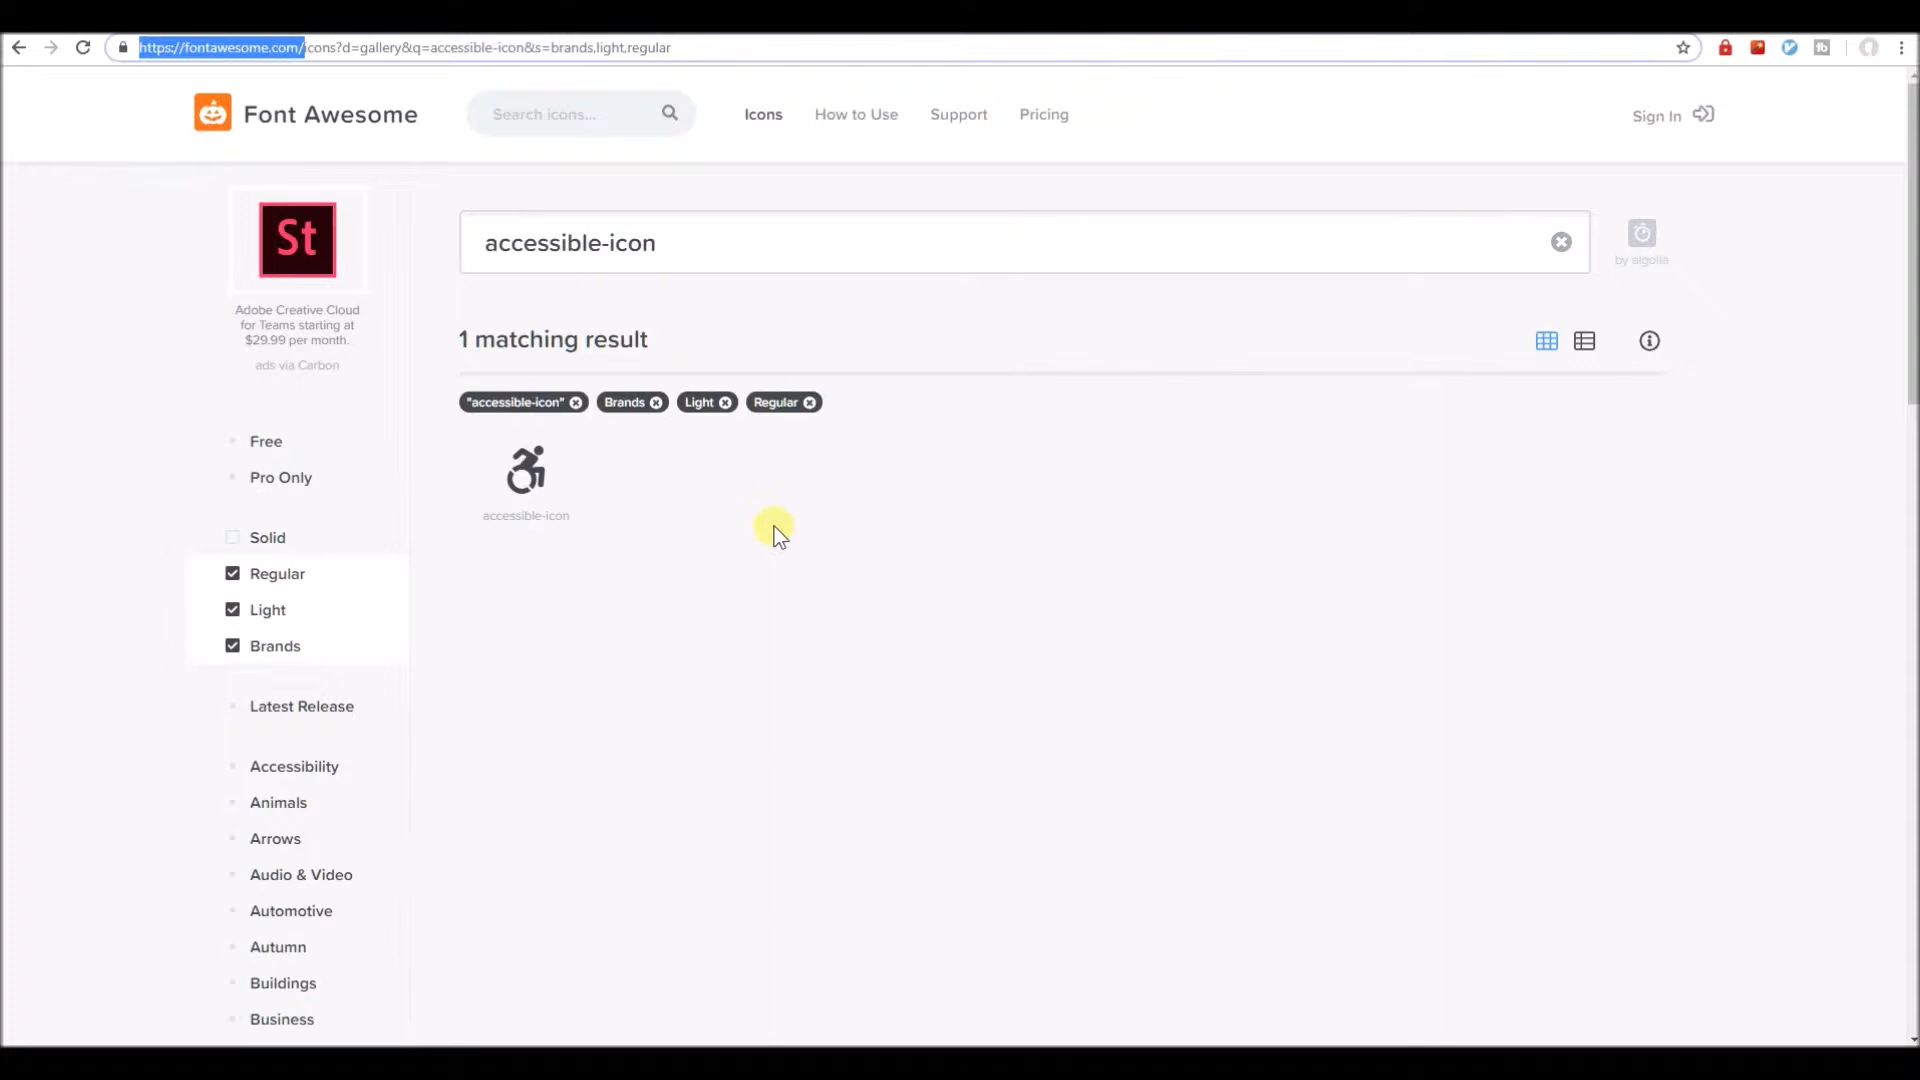 https://fontawesome.com/icons?d=gallery&q=accessible-icon&s=brands,light,regular
Font Awesome
Search icons...
Icons
How to Use
Support
Pricing
Sign In
St
Adobe Creative Cloud
for Teams starting at
$29.99 per month.
ads via Carbon
accessible-icon
by algolia
1 matching result
"accessible-icon"
Brands
Light
Regular
accessible-icon
Free
Pro Only
Solid
Regular
Light
Brands
Latest Release
Accessibility
Animals
Arrows
Audio & Video
Automotive
Autumn
Buildings
Business